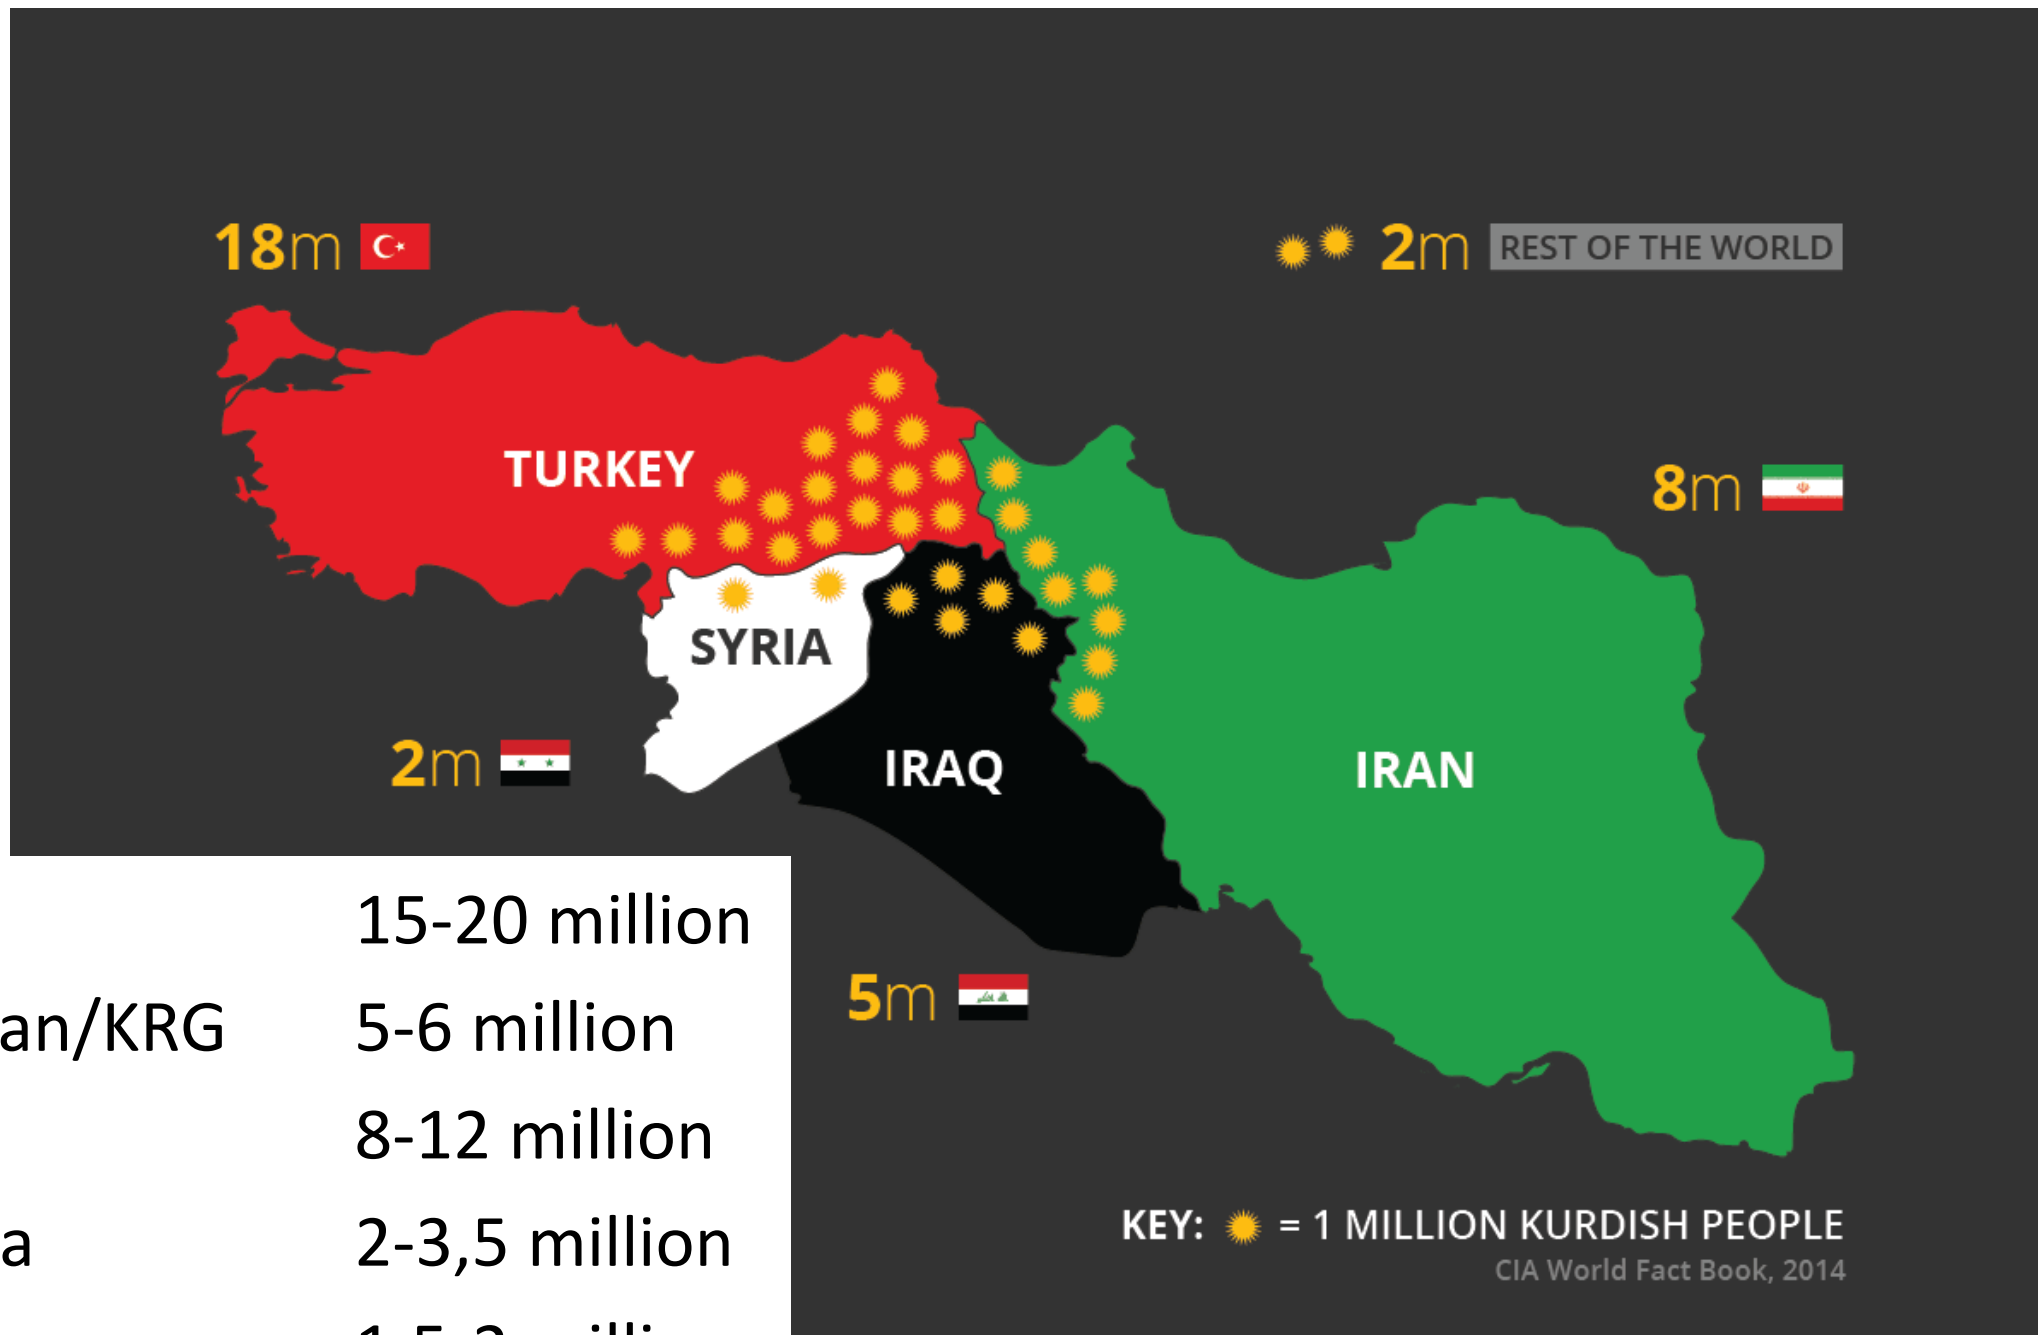 18m
2m REST OF THE WORLD
TURKEY
8m
SYRIA
2m
IRAQ
IRAN
5m
KEY: = 1 MILLION KURDISH PEOPLE
CIA World Fact Book, 2014
15-20 million
an/KRG 5-6 million
8-12 million
a 2-3,5 million